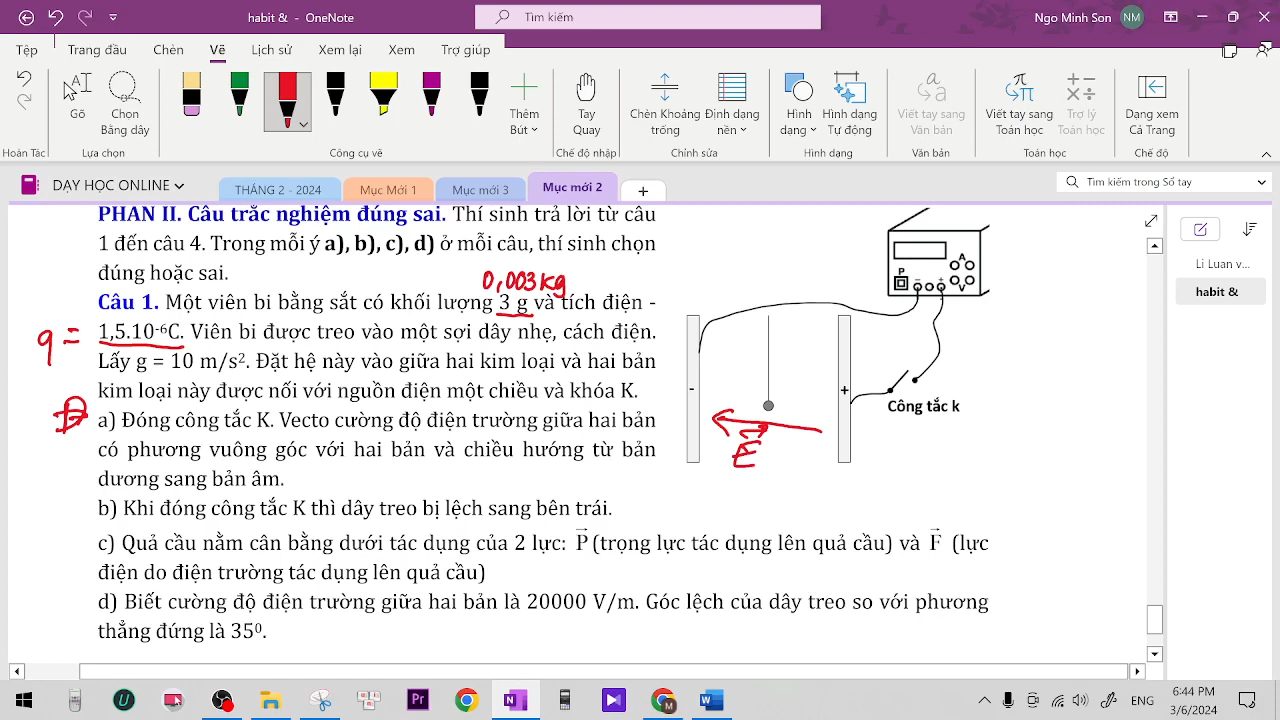 habit & - OneNote
Tìm kiếm
Ngo Minh Son NM
Tệp Trang đầu Chèn Vẽ Lịch sử Xem lại Xem Trợ giúp
Gõ
Chọn Bằng dây
Thêm Bút
Tay Quay
Chèn Khoảng trống
Định dạng nền
Hình dạng
Hình dạng Tự động
Viết tay sang Văn bản
Viết tay sang Toán học
Trợ lý Toán học
Dạng xem Cả Trang
Hoàn Tác Lựa chọn Công cụ vẽ Chế độ nhập Chỉnh sửa Hình dạng Văn bản Toán học Chế độ
DẠY HỌC ONLINE THÁNG 2 - 2024 Mục Mới 1 Mục mới 3 Mục mới 2 +
Tìm kiếm trong Sổ tay
Li Luan v...
habit &
PHAN II. Câu trắc nghiệm đúng sai. Thí sinh trả lời từ câu
1 đến câu 4. Trong mỗi ý a), b), c), d) ở mỗi câu, thí sinh chọn
đúng hoặc sai.
0,003kg
Câu 1. Một viên bi bằng sắt có khối lượng 3 g và tích điện -
q = 1,5.10⁻⁶C. Viên bi được treo vào một sợi dây nhẹ, cách điện.
Lấy g = 10 m/s². Đặt hệ này vào giữa hai kim loại và hai bản
kim loại này được nối với nguồn điện một chiều và khóa K.
Đ a) Đóng công tắc K. Vecto cường độ điện trường giữa hai bản
có phương vuông góc với hai bản và chiều hướng từ bản
dương sang bản âm.
b) Khi đóng công tắc K thì dây treo bị lệch sang bên trái.
c) Quả cầu nằm cân bằng dưới tác dụng của 2 lực: P (trọng lực tác dụng lên quả cầu) và F (lực
điện do điện trường tác dụng lên quả cầu)
d) Biết cường độ điện trường giữa hai bản là 20000 V/m. Góc lệch của dây treo so với phương
thẳng đứng là 35⁰.
P A V
- +
- +
Công tắc k
E
Pr
N
M
W
ENG
6:44 PM
3/6/2024